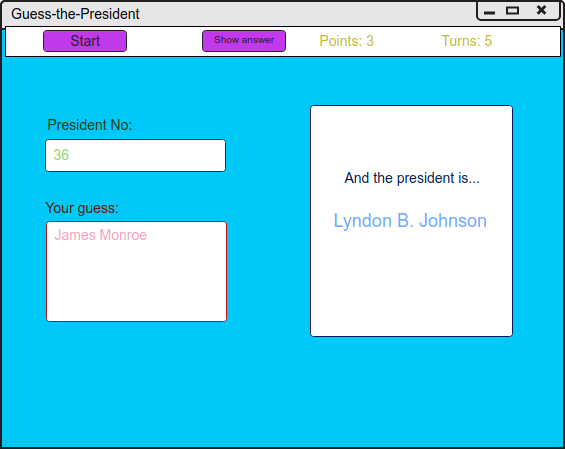 Guess-the-President
Start
Show answer
Points: 3
Turns: 5
President No:
36
Your guess:
James Monroe
And the president is...
Lyndon B. Johnson